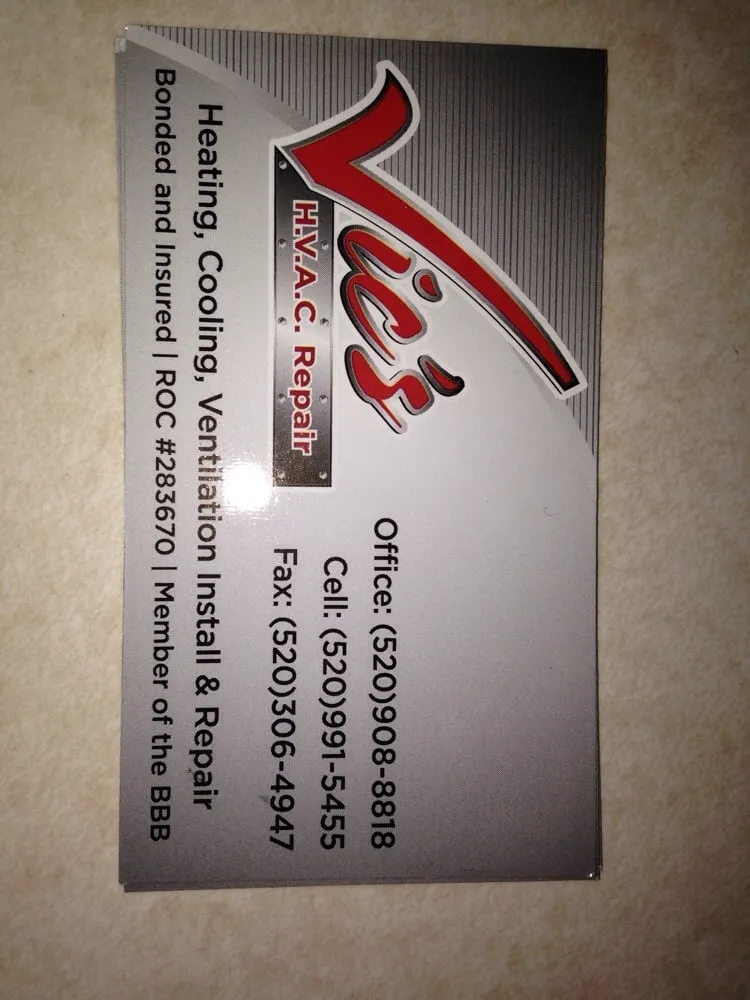 Vic's
H.V.A.C. Repair
Office: (520)908-8818
Cell: (520)991-5455
Fax: (520)306-4947
Heating, Cooling, Ventilation Install & Repair
Bonded and Insured | ROC #283670 | Member of the BBB